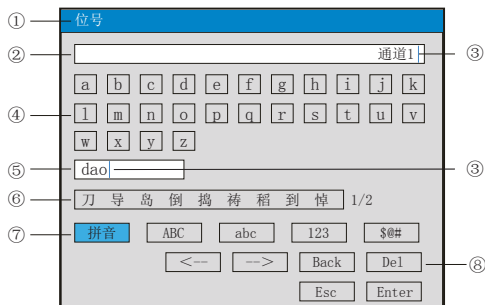 ① 位号
② 通道1 ③
a b c d e f g h i j k
④ l m n o p q r s t u v
w x y z
⑤ dao ③
⑥ 刀 导 岛 倒 捣 祷 稻 到 悼 1/2
⑦ 拼音 ABC abc 123 $@#
<-- --> Back Del ⑧
Esc Enter